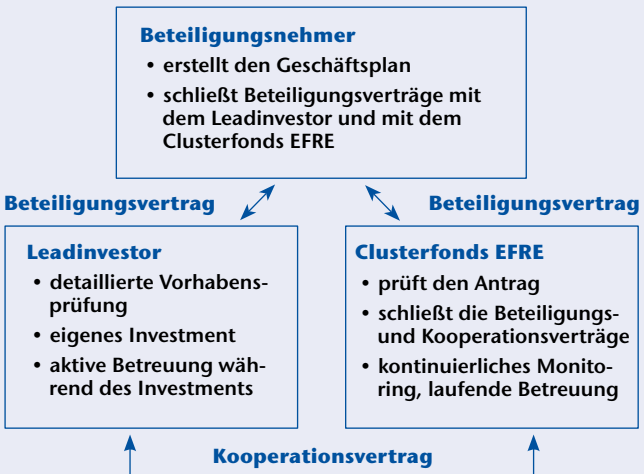 Beteiligungsnehmer
• erstellt den Geschäftsplan
• schließt Beteiligungsverträge mit
dem Leadinvestor und mit dem
Clusterfonds EFRE
Beteiligungsvertrag
Beteiligungsvertrag
Leadinvestor
• detaillierte Vorhabens-
prüfung
• eigenes Investment
• aktive Betreuung wäh-
rend des Investments
Clusterfonds EFRE
• prüft den Antrag
• schließt die Beteiligungs-
und Kooperationsverträge
• kontinuierliches Monito-
ring, laufende Betreuung
Kooperationsvertrag